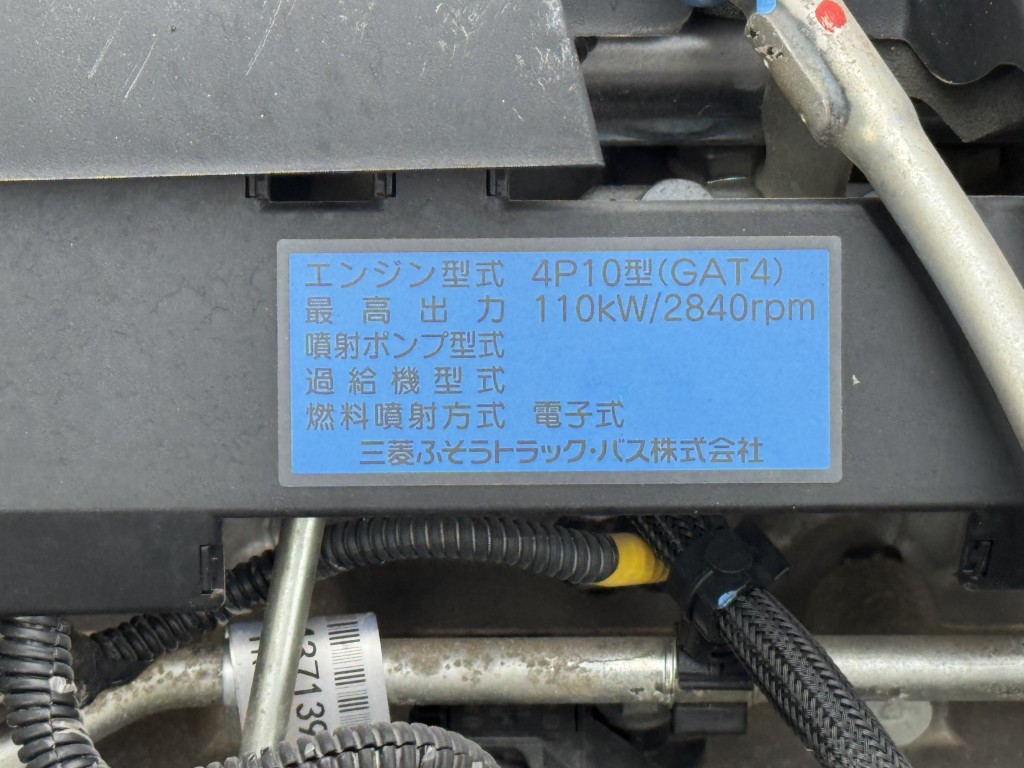 エンジン型式 4P10型(GAT4)
最高出力 110kW/2840rpm
噴射ポンプ型式
過給機型式
燃料噴射方式 電子式
三菱ふそうトラック・バス株式会社